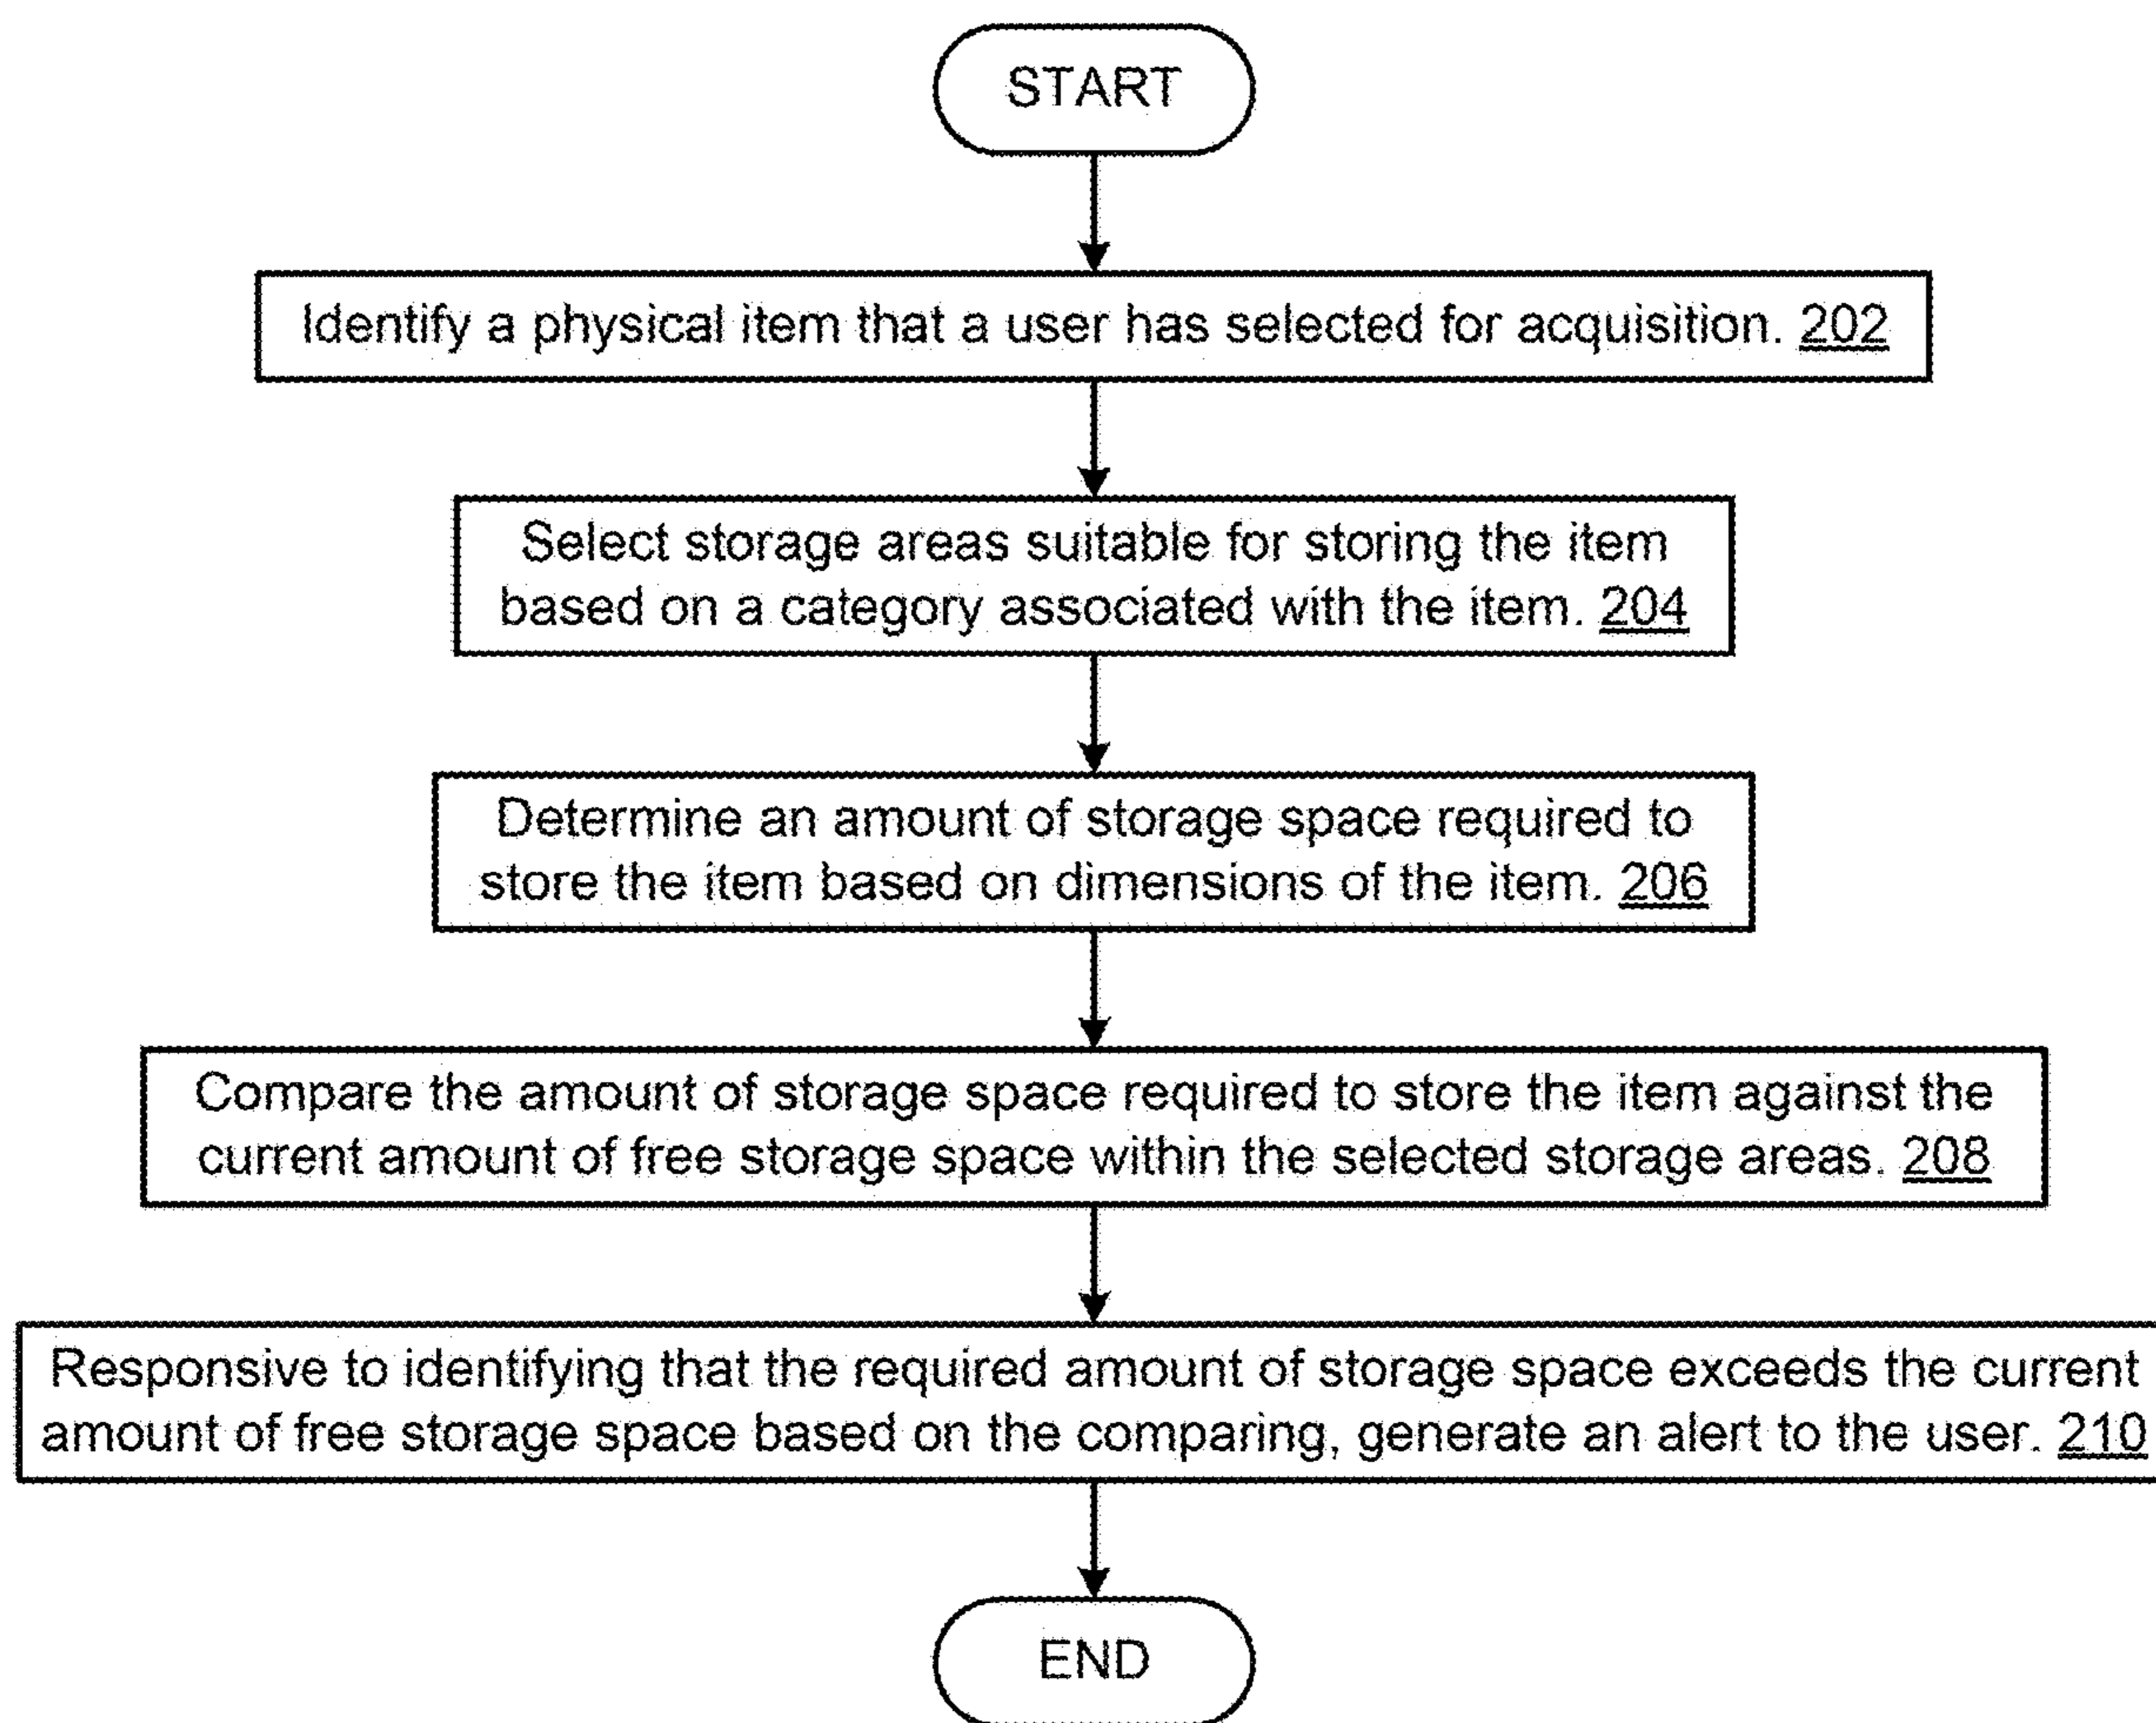 START
Identify a physical item that a user has selected for acquisition. 202
Select storage areas suitable for storing the item
based on a category associated with the item. 204
Determine an amount of storage space required to
store the item based on dimensions of the item. 206
Compare the amount of storage space required to store the item against the
current amount of free storage space within the selected storage areas. 208
Responsive to identifying that the required amount of storage space exceeds the current
amount of free storage space based on the comparing, generate an alert to the user. 210
END